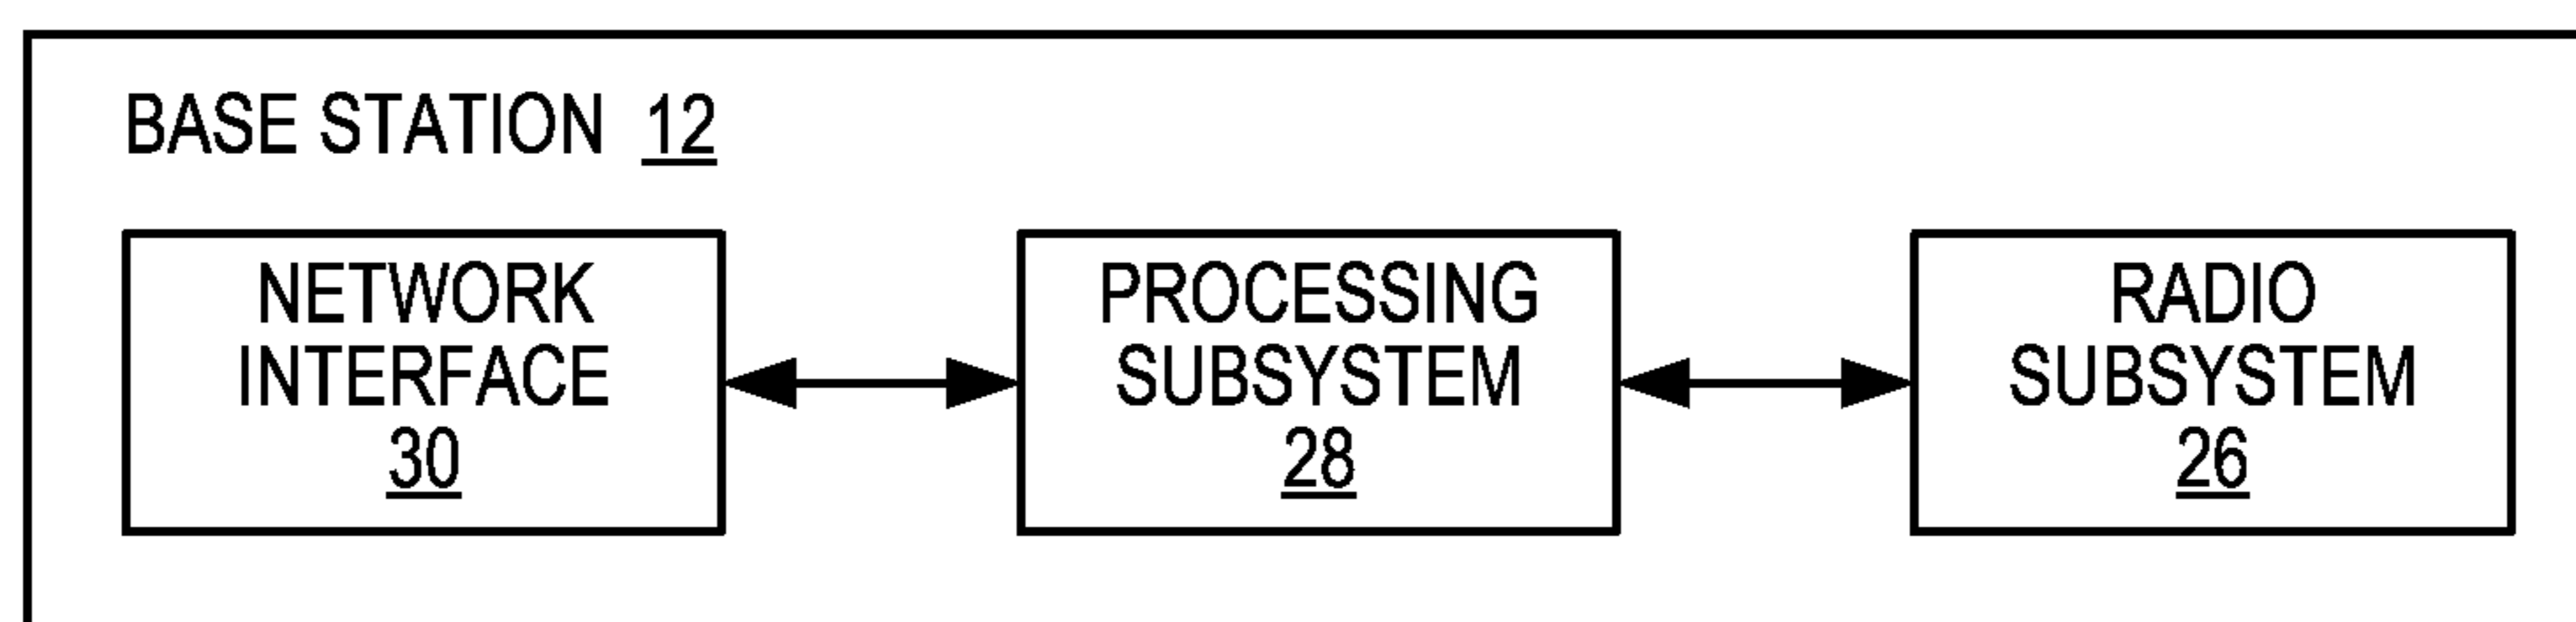 BASE STATION 12
NETWORK
INTERFACE
30
PROCESSING
SUBSYSTEM
28
RADIO
SUBSYSTEM
26